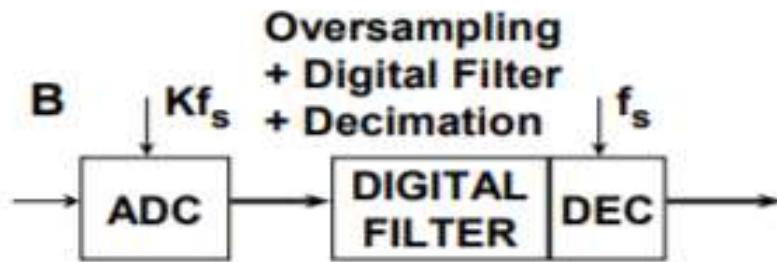 Oversampling
+ Digital Filter
+ Decimation
B
Kfs
fs
ADC
DIGITAL
FILTER
DEC